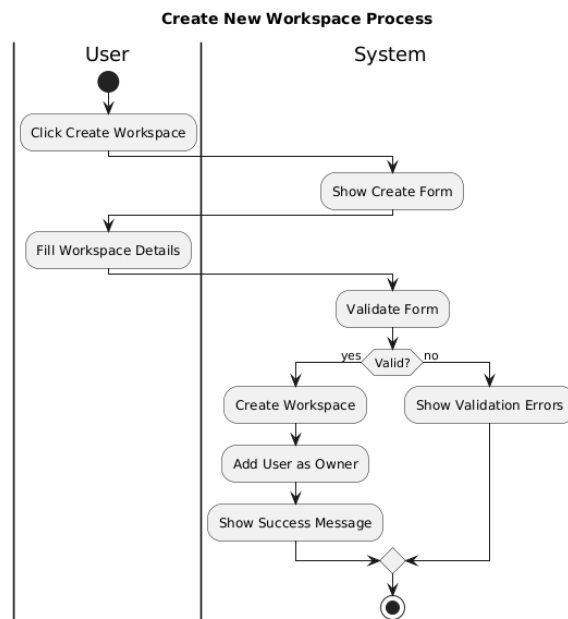 Create New Workspace Process
User
System
Click Create Workspace
Show Create Form
Fill Workspace Details
Validate Form
yes
Valid?
no
Create Workspace
Show Validation Errors
Add User as Owner
Show Success Message